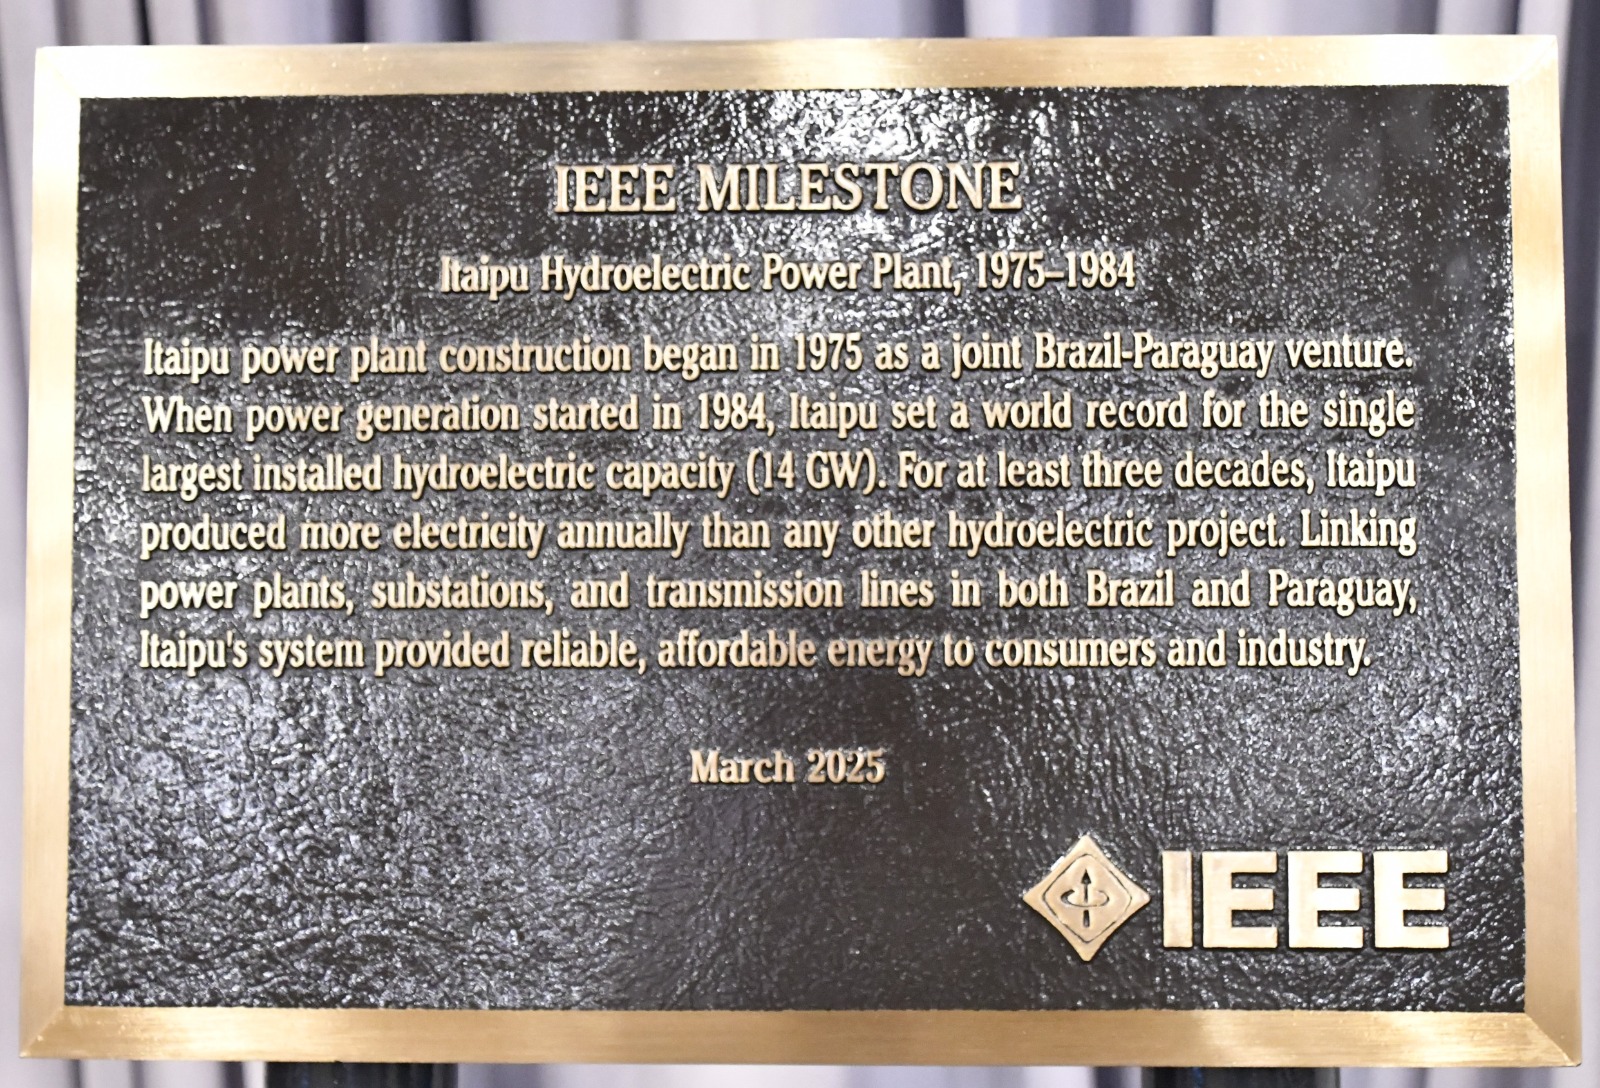 IEEE MILESTONE
Itaipu Hydroelectric Power Plant, 1975–1984
Itaipu power plant construction began in 1975 as a joint Brazil-Paraguay venture.
When power generation started in 1984, Itaipu set a world record for the single
largest installed hydroelectric capacity (14 GW). For at least three decades, Itaipu
produced more electricity annually than any other hydroelectric project. Linking
power plants, substations, and transmission lines in both Brazil and Paraguay,
Itaipu's system provided reliable, affordable energy to consumers and industry.
March 2025
IEEE